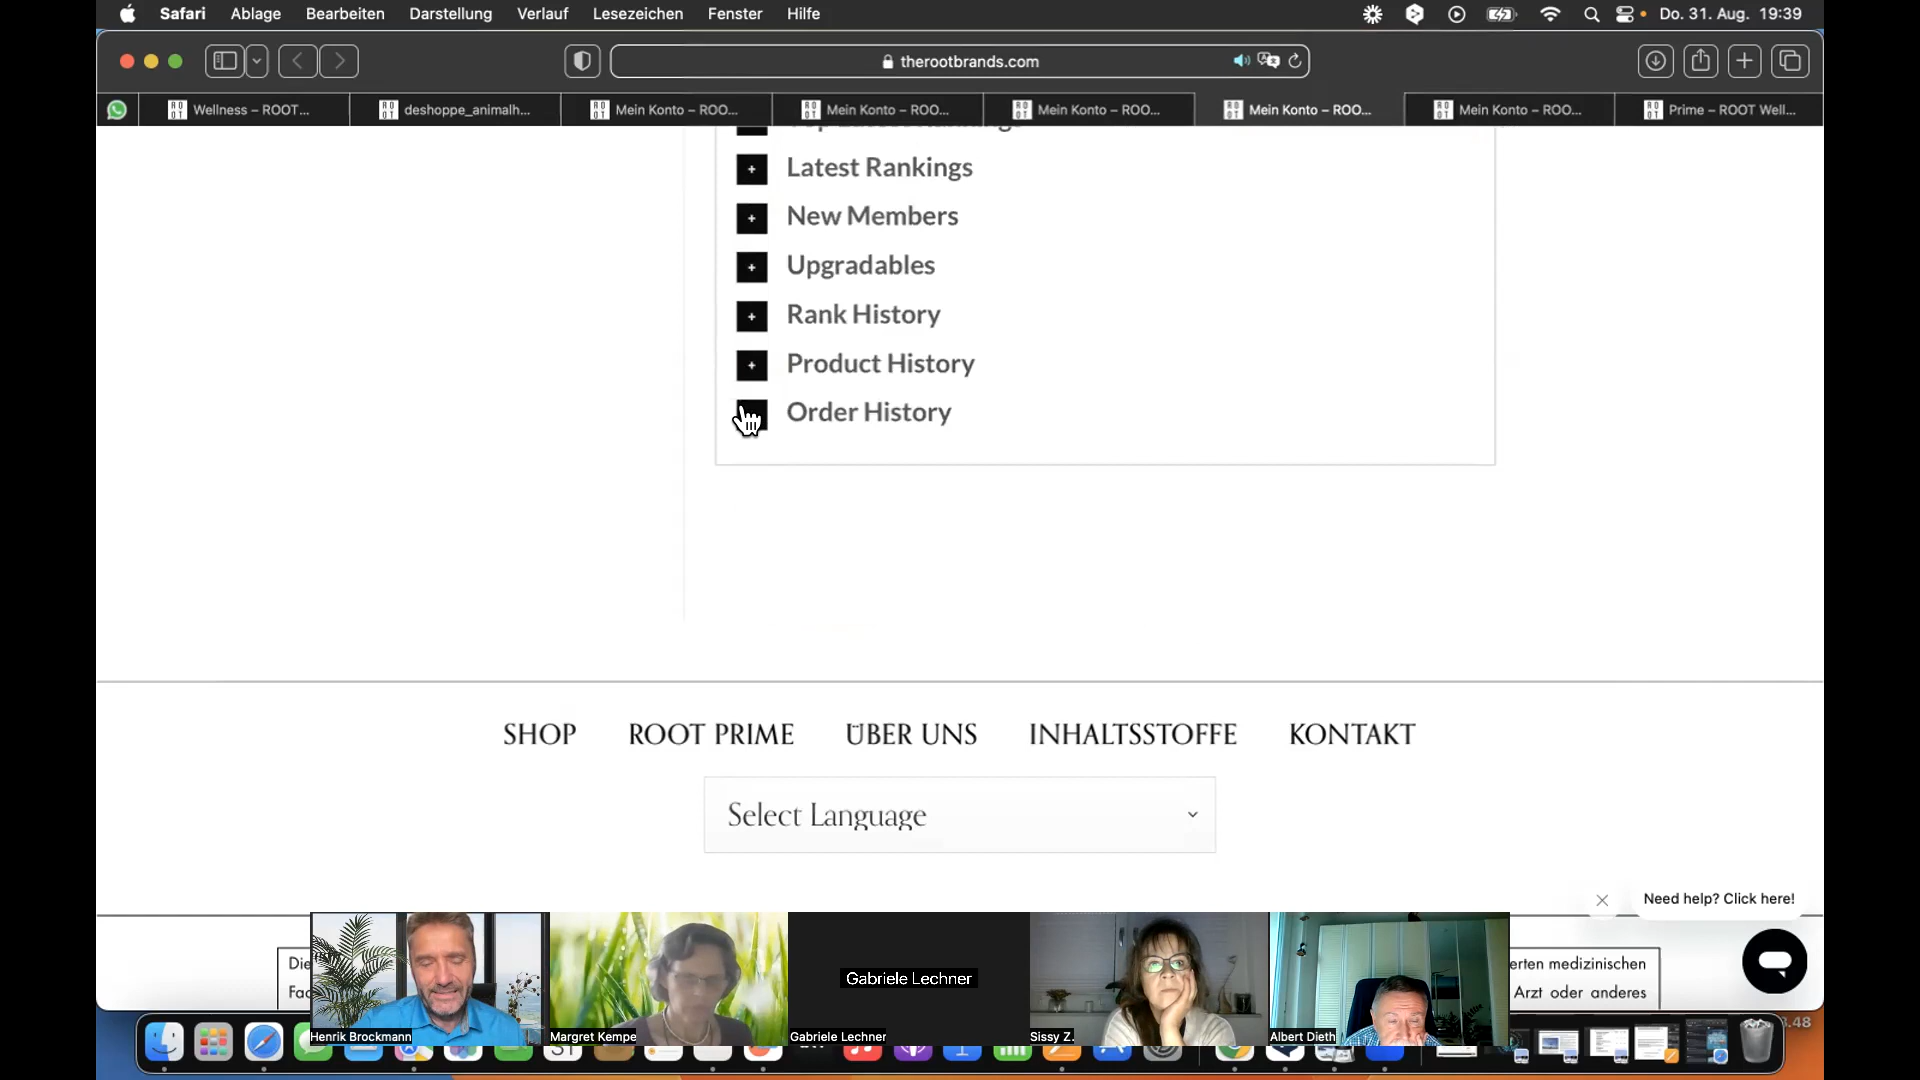 Safari Ablage Bearbeiten Darstellung Verlauf Lesezeichen Fenster Hilfe Do. 31. Aug. 19:39
therootbrands.com
Wellness – ROOT... deshoppe_animalh... Mein Konto – ROO... Mein Konto – ROO... Mein Konto – ROO... Mein Konto – ROO... Mein Konto – ROO... Prime – ROOT Well...
Latest Rankings
New Members
Upgradables
Rank History
Product History
Order History
SHOP ROOT PRIME ÜBER UNS INHALTSSTOFFE KONTAKT
Select Language
Need help? Click here!
Die erten medizinischen
Gabriele Lechner
Arzt oder anderes
Henrik Brockmann Margret Kempe Gabriele Lechner Sissy Z. Albert Dieth